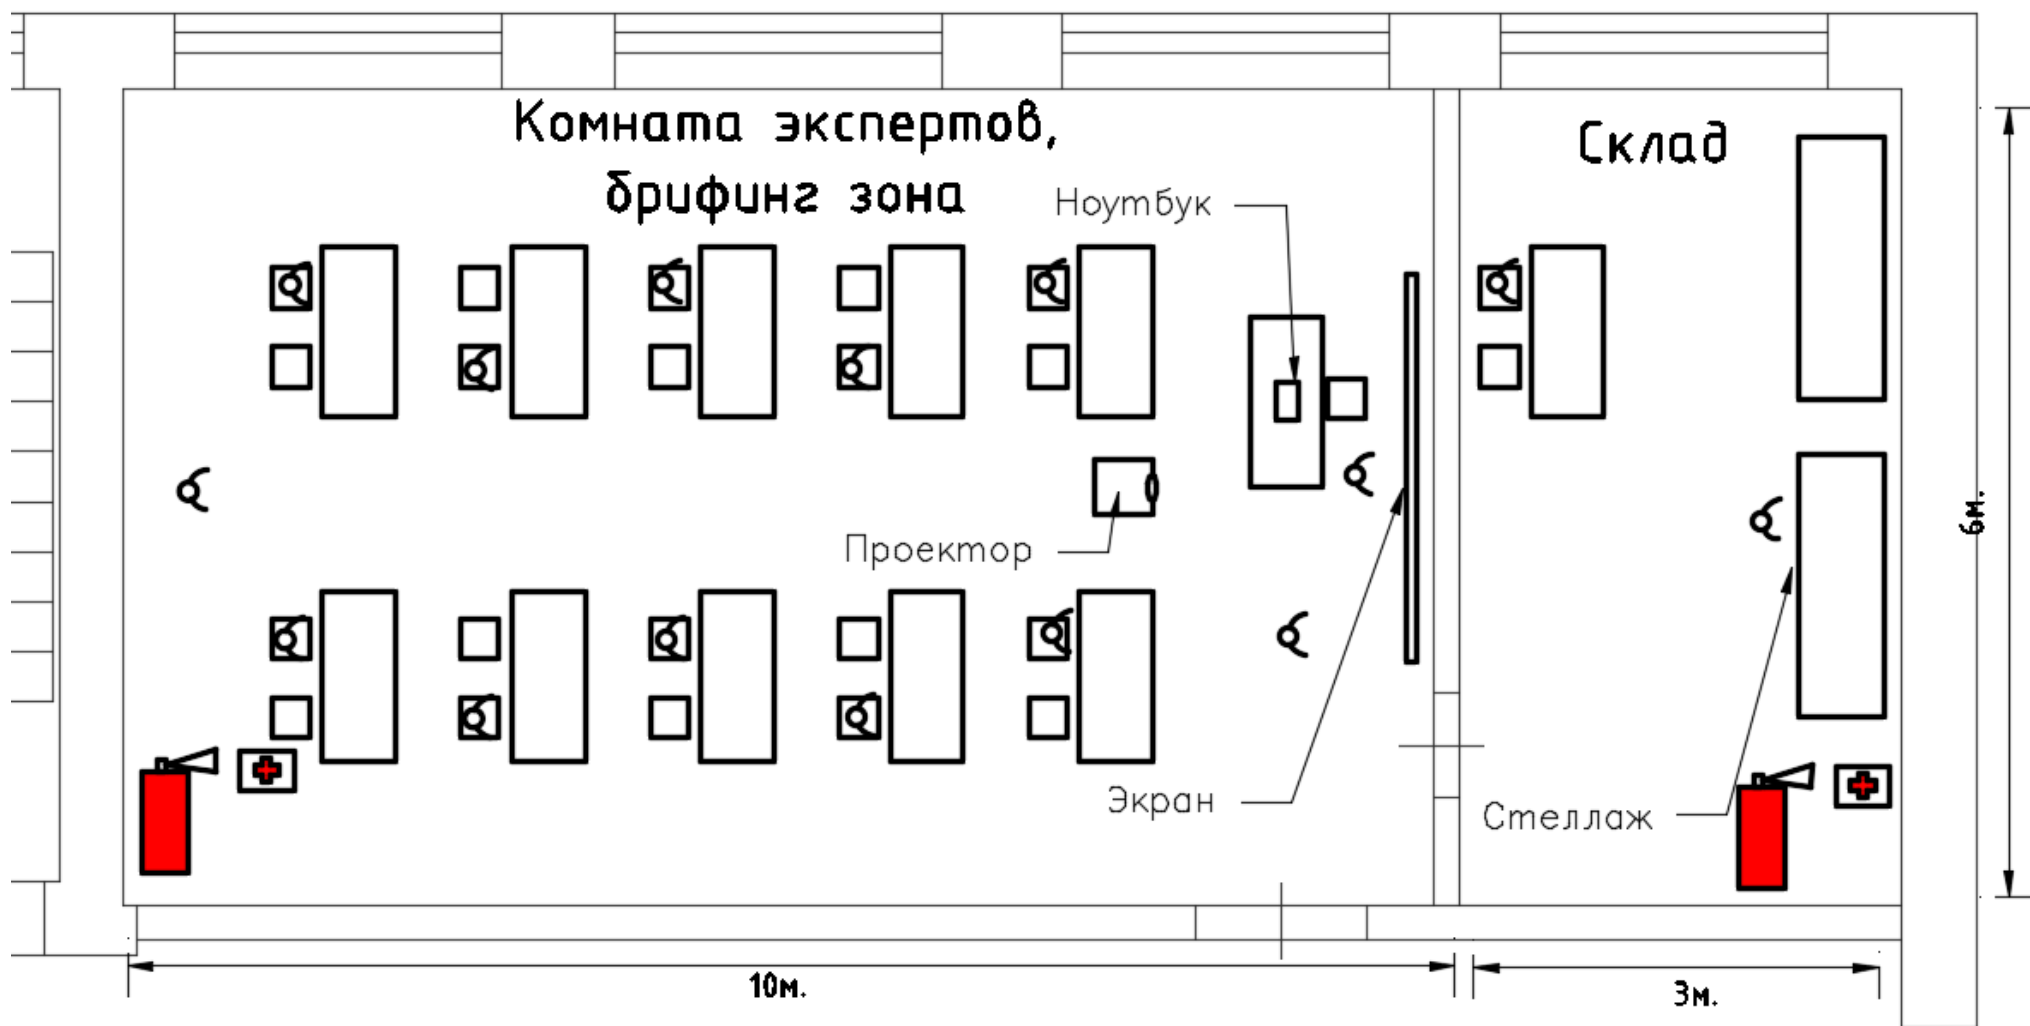 Комната экспертов,
брифинг зона
Склад
Ноутбук
Проектор
6м.
Экран
Стеллаж
10м.
3м.